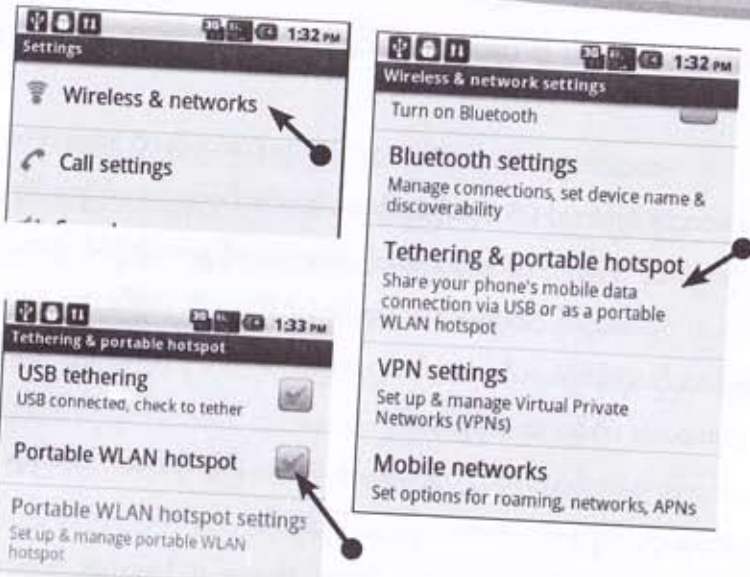 1:32 PM
Settings
Wireless & networks
Call settings
1:32 PM
Wireless & network settings
Turn on Bluetooth
Bluetooth settings
Manage connections, set device name &
discoverability
Tethering & portable hotspot
Share your phone's mobile data
connection via USB or as a portable
WLAN hotspot
VPN settings
Set up & manage Virtual Private
Networks (VPNs)
Mobile networks
Set options for roaming, networks, APNs
1:33 PM
Tethering & portable hotspot
USB tethering
USB connected, check to tether
Portable WLAN hotspot
Portable WLAN hotspot settings
Set up & manage portable WLAN
hotspot